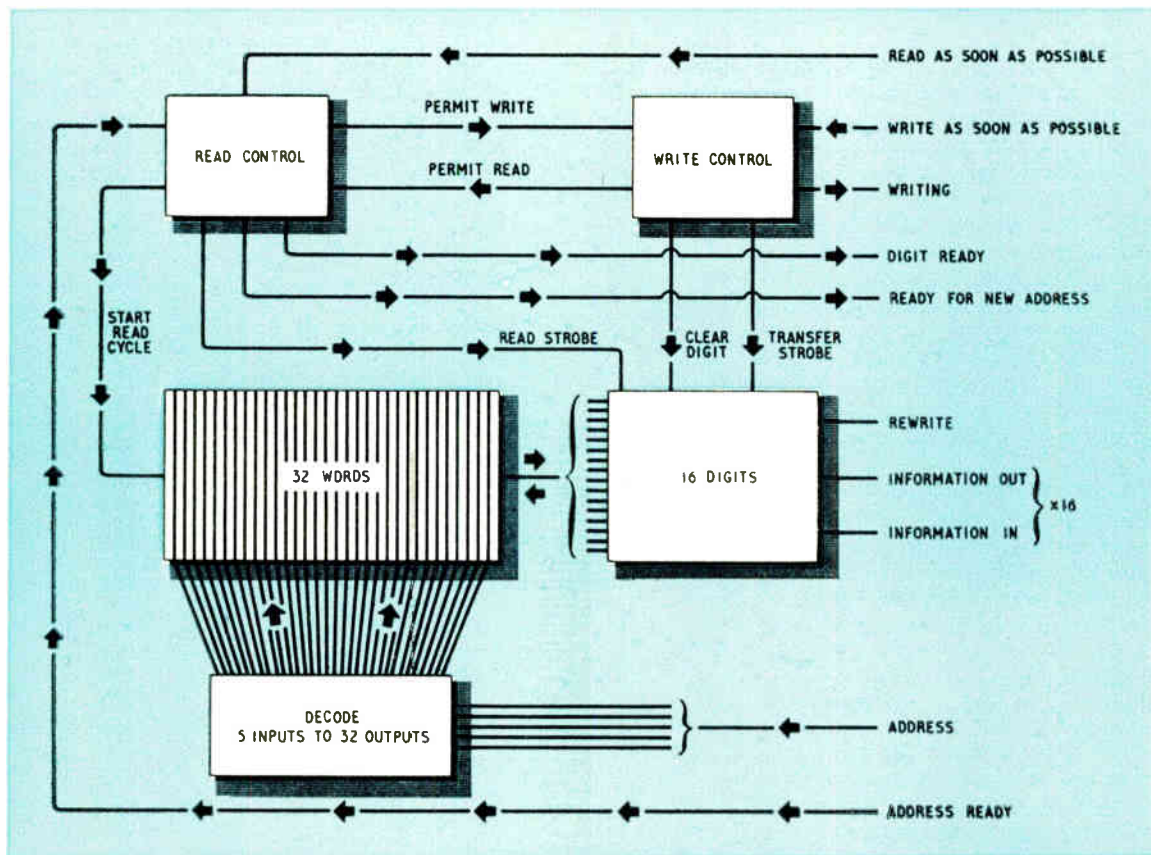 READ AS SOON AS POSSIBLE
PERMIT WRITE
WRITE AS SOON AS POSSIBLE
READ CONTROL
WRITE CONTROL
PERMIT READ
WRITING
DIGIT READY
READY FOR NEW ADDRESS
START
READ
CYCLE
READ STROBE
CLEAR
DIGIT
TRANSFER
STROBE
REWRITE
32 WORDS
16 DIGITS
INFORMATION OUT
×16
INFORMATION IN
DECODE
5 INPUTS TO 32 OUTPUTS
ADDRESS
ADDRESS READY